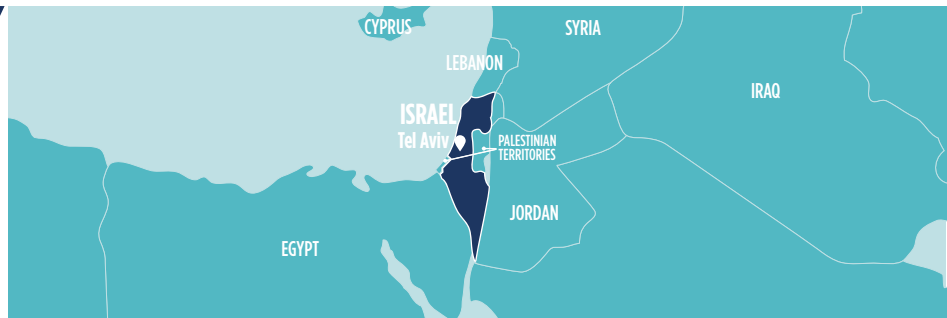 CYPRUS
SYRIA
LEBANON
IRAQ
ISRAEL
Tel Aviv
PALESTINIAN
TERRITORIES
JORDAN
EGYPT